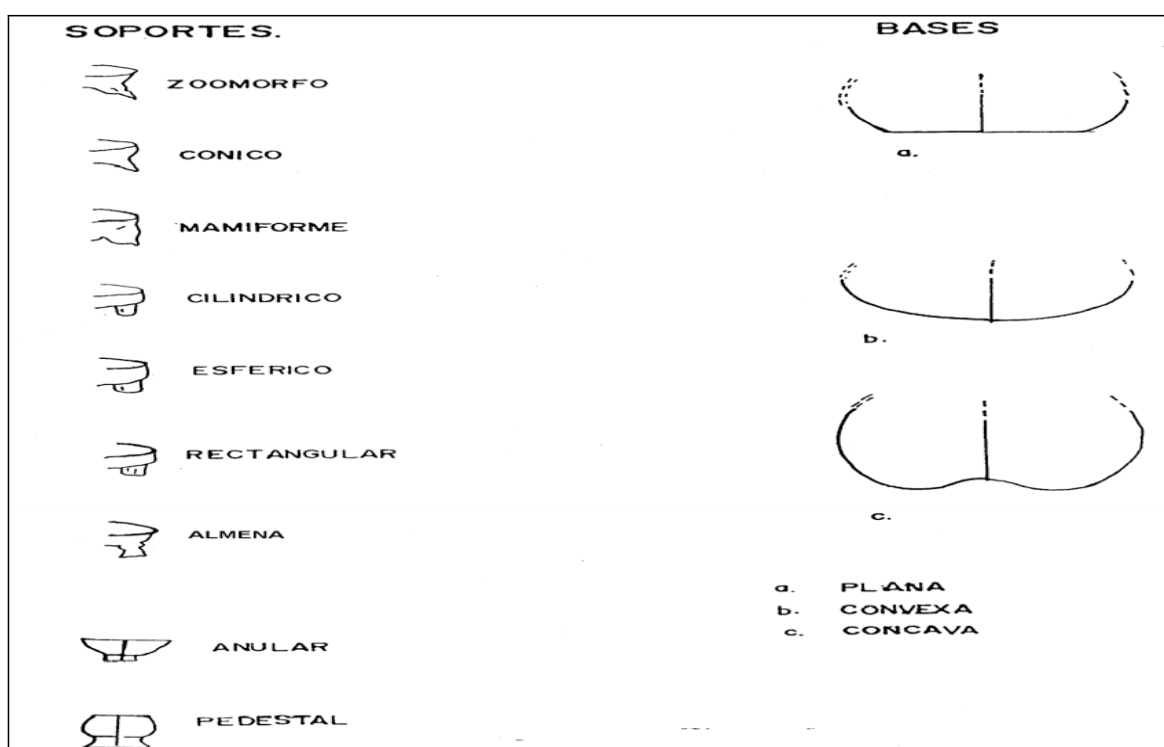 SOPORTES.
ZOOMORFO
CONICO
MAMIFORME
CILINDRICO
ESFERICO
RECTANGULAR
ALMENA
ANULAR
PEDESTAL
BASES
a.
b.
c.
a. PLANA
b. CONVEXA
c. CONCAVA